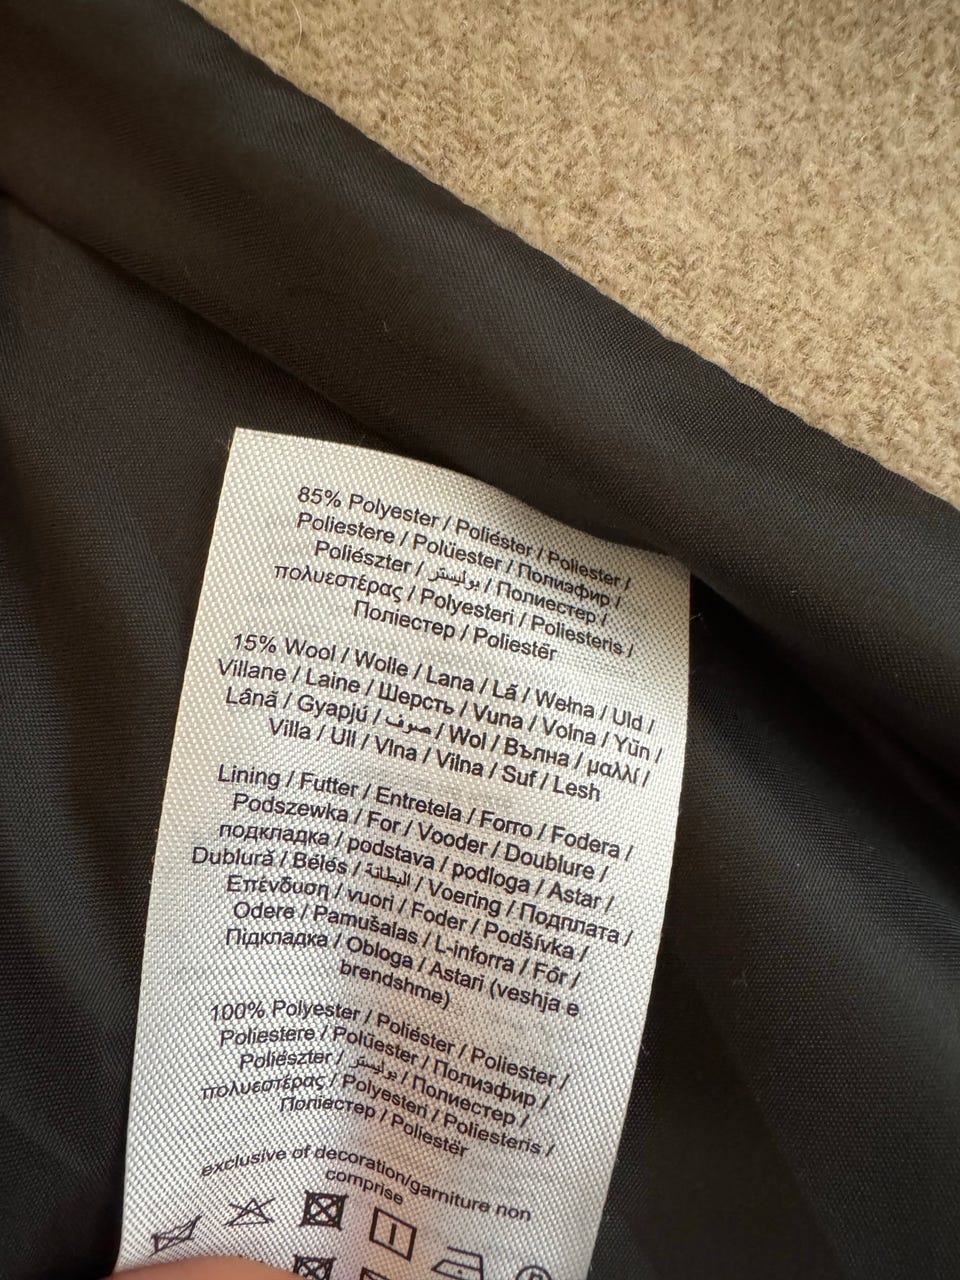 85% Polyester / Poliéster / Poliester /
Poliestere / Polüester / Полиэфир /
Poliészter / بوليستر / Полиестер /
πολυεστέρας / Polyesteri / Poliesteris /
Поліестер / Poliestër
15% Wool / Wolle / Lana / Lã / Wełna / Uld /
Villane / Laine / Шерсть / Vuna / Volna / Yün /
Lână / Gyapjú / صوف / Wol / Вълна / μαλλί /
Villa / Ull / Vlna / Vilna / Suf / Lesh
Lining / Futter / Entretela / Forro / Fodera /
Podszewka / For / Vooder / Doublure /
подкладка / podstava / podloga / Astar /
Dublură / Bélés / البطانة / Voering / Подплата /
Επένδυση / vuori / Foder / Podšívka /
Odere / Pamušalas / L-inforra / Fór /
Підкладка / Obloga / Astari (veshja e
brendshme)
100% Polyester / Poliéster / Poliester /
Poliestere / Polüester / Полиэфир /
Poliészter / بوليستر / Полиестер /
πολυεστέρας / Polyesteri / Poliesteris /
Поліестер / Poliestër
exclusive of decoration/garniture non
comprise